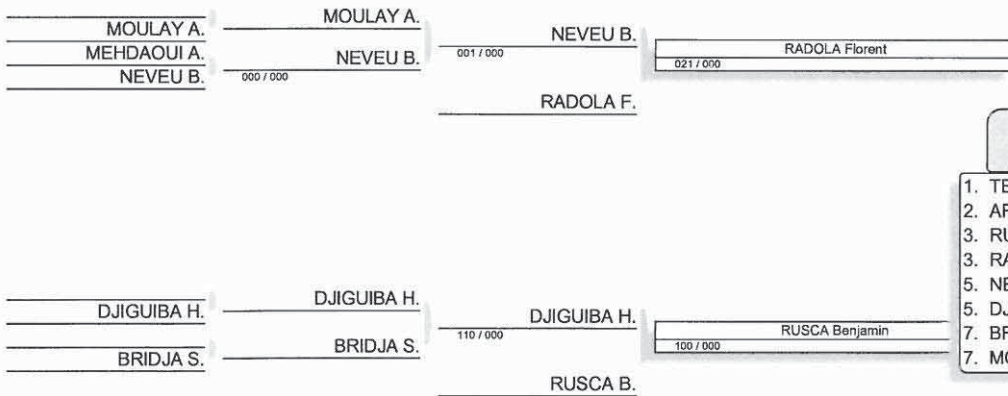 MOULAY A.
MOULAY A.
MEHDAOUI A.
NEVEU B.
NEVEU B.
000 / 000
NEVEU B.
001 / 000
RADOLA Florent
021 / 000
RADOLA F.
1. TE
2. AF
3. RU
3. RA
5. NE
5. DJ
7. BR
7. MO
DJIGUIBA H.
DJIGUIBA H.
BRIDJA S.
BRIDJA S.
DJIGUIBA H.
110 / 000
RUSCA Benjamin
100 / 000
RUSCA B.